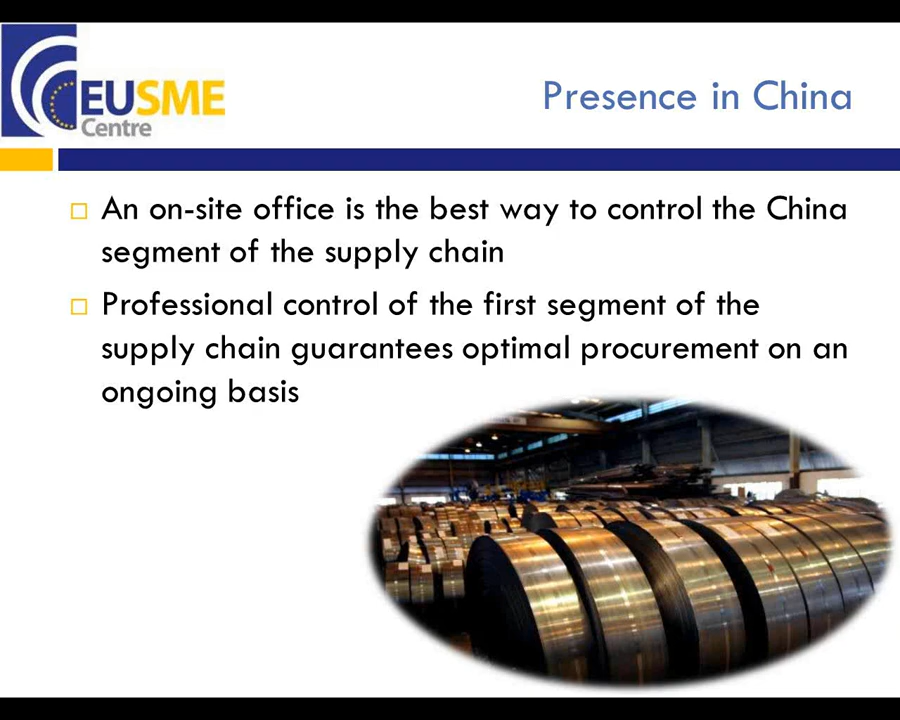 EUSME
Centre
Presence in China
An on-site office is the best way to control the China
segment of the supply chain
Professional control of the first segment of the
supply chain guarantees optimal procurement on an
ongoing basis